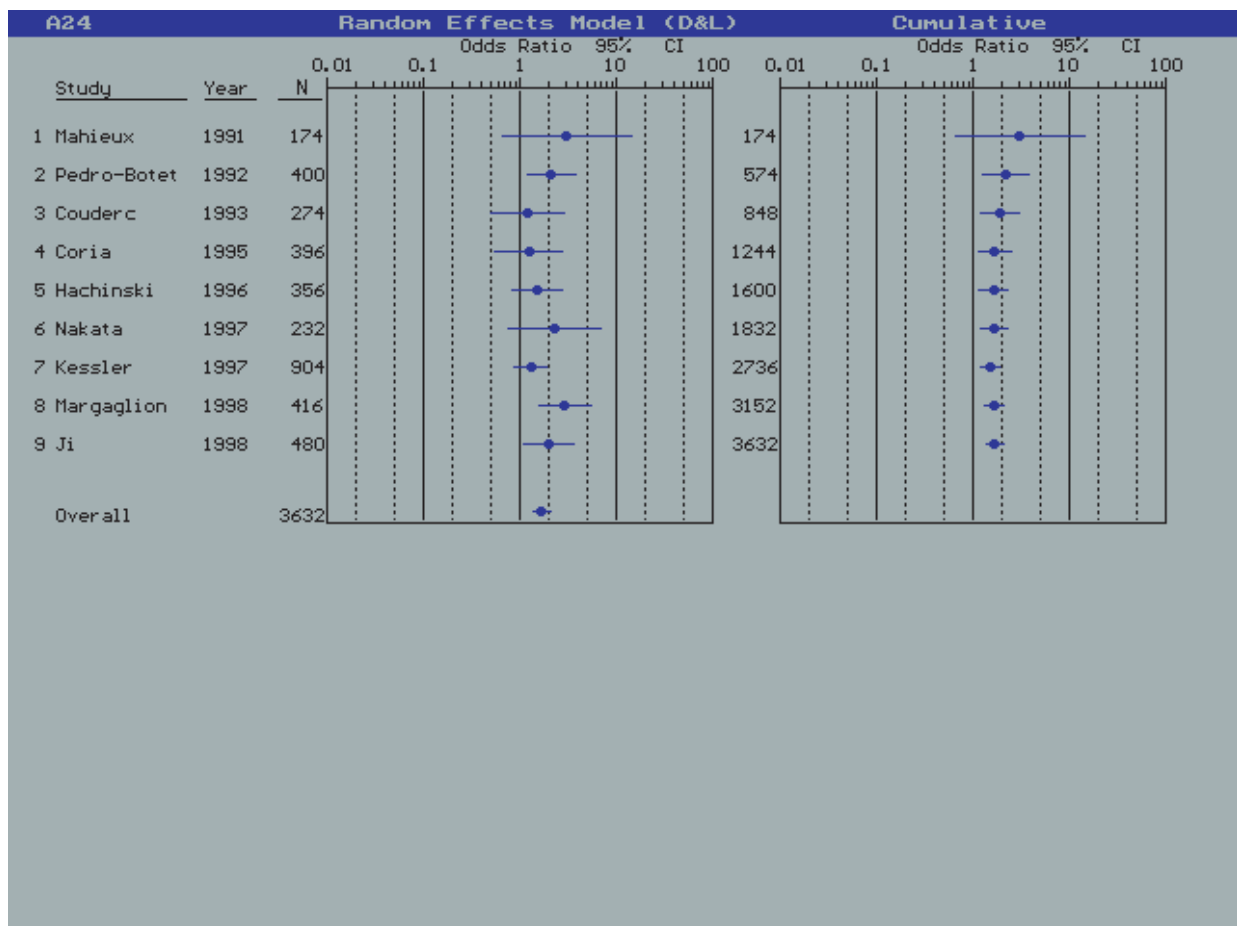 A24 Random Effects Model (D&L) Cumulative
Odds Ratio 95% CI Odds Ratio 95% CI
0.01 0.1 1 10 100 0.01 0.1 1 10 100
Study Year N
1 Mahieux 1991 174 174
2 Pedro-Botet 1992 400 574
3 Couderc 1993 274 848
4 Coria 1995 396 1244
5 Hachinski 1996 356 1600
6 Nakata 1997 232 1832
7 Kessler 1997 904 2736
8 Margaglion 1998 416 3152
9 Ji 1998 480 3632
Overall 3632